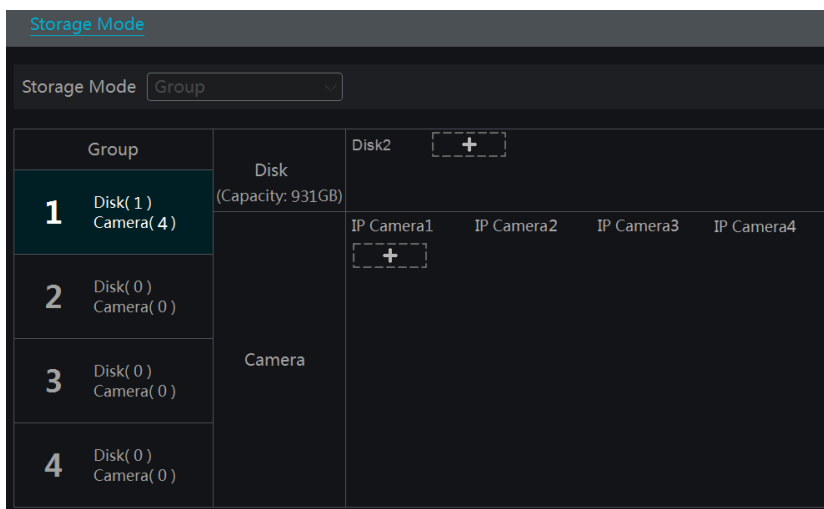 Storage Mode
Storage Mode Group
Group
1
Disk( 1 )
Camera( 4 )
2
Disk( 0 )
Camera( 0 )
3
Disk( 0 )
Camera( 0 )
4
Disk( 0 )
Camera( 0 )
Disk
(Capacity: 931GB)
Disk2 +
Camera
IP Camera1 IP Camera2 IP Camera3 IP Camera4
+